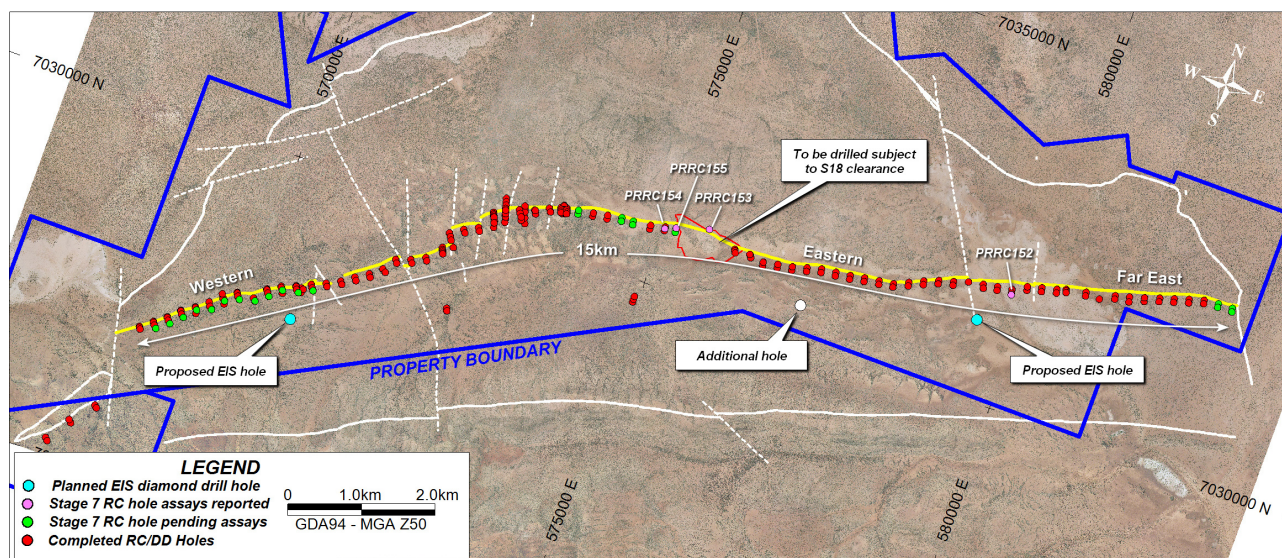 7030000 N
570000 E
575000 E
7035000 N
580000 E
N
W
E
S
PRRC155
To be drilled subject
to S18 clearance
PRRC154
PRRC153
Western
15km
Eastern
PRRC152
Far East
Proposed EIS hole
PROPERTY BOUNDARY
Additional hole
Proposed EIS hole
LEGEND
Planned EIS diamond drill hole
Stage 7 RC hole assays reported
Stage 7 RC hole pending assays
Completed RC/DD Holes
0 1.0km 2.0km
GDA94 - MGA Z50
575000 E
580000 E
7030000 N